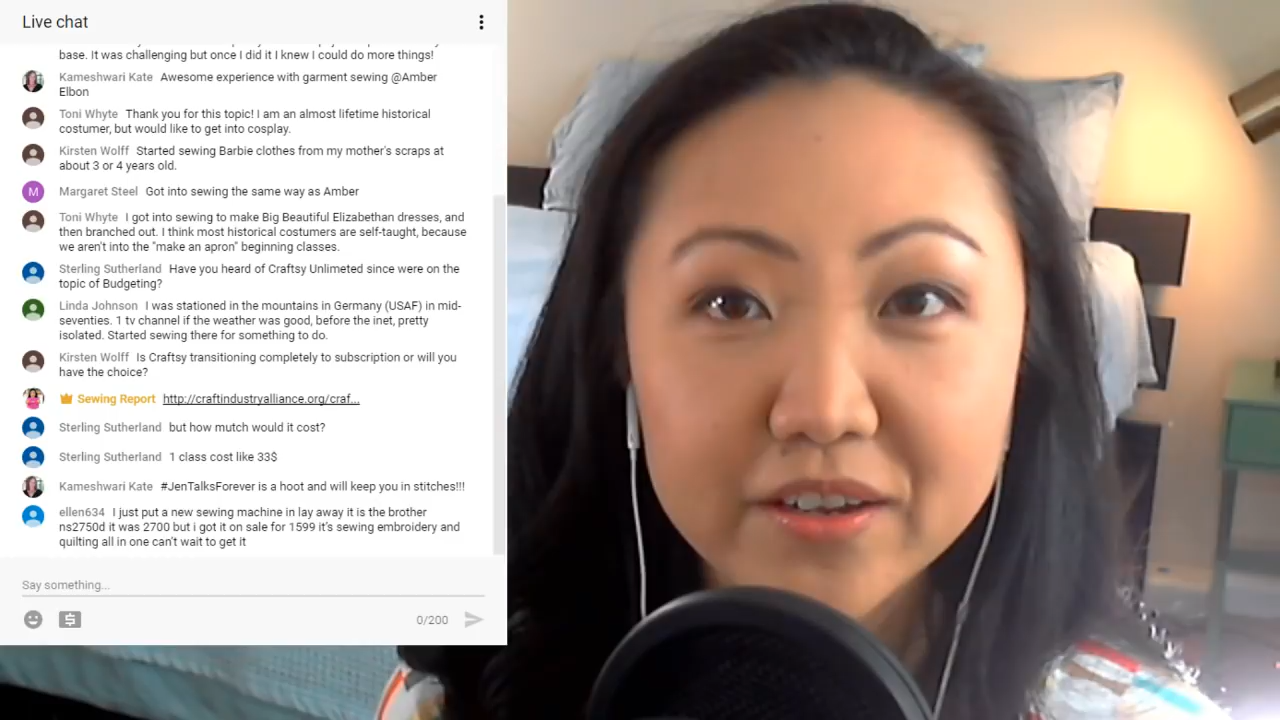 Live chat
base. It was challenging but once I did it I knew I could do more things!
Kameshwari Kate Awesome experience with garment sewing @Amber
Elbon
Toni Whyte Thank you for this topic! I am an almost lifetime historical
costumer, but would like to get into cosplay.
Kirsten Wolff Started sewing Barbie clothes from my mother's scraps at
about 3 or 4 years old.
M Margaret Steel Got into sewing the same way as Amber
Toni Whyte I got into sewing to make Big Beautiful Elizabethan dresses, and
then branched out. I think most historical costumers are self-taught, because
we aren't into the "make an apron" beginning classes.
Sterling Sutherland Have you heard of Craftsy Unlimeted since were on the
topic of Budgeting?
Linda Johnson I was stationed in the mountains in Germany (USAF) in mid-
seventies. 1 tv channel if the weather was good, before the inet, pretty
isolated. Started sewing there for something to do.
Kirsten Wolff Is Craftsy transitioning completely to subscription or will you
have the choice?
Sewing Report http://craftindustryalliance.org/craf...
Sterling Sutherland but how mutch would it cost?
Sterling Sutherland 1 class cost like 33$
Kameshwari Kate #JenTalksForever is a hoot and will keep you in stitches!!!
ellen634 I just put a new sewing machine in lay away it is the brother
ns2750d it was 2700 but i got it on sale for 1599 it's sewing embroidery and
quilting all in one can't wait to get it
Say something...
0/200